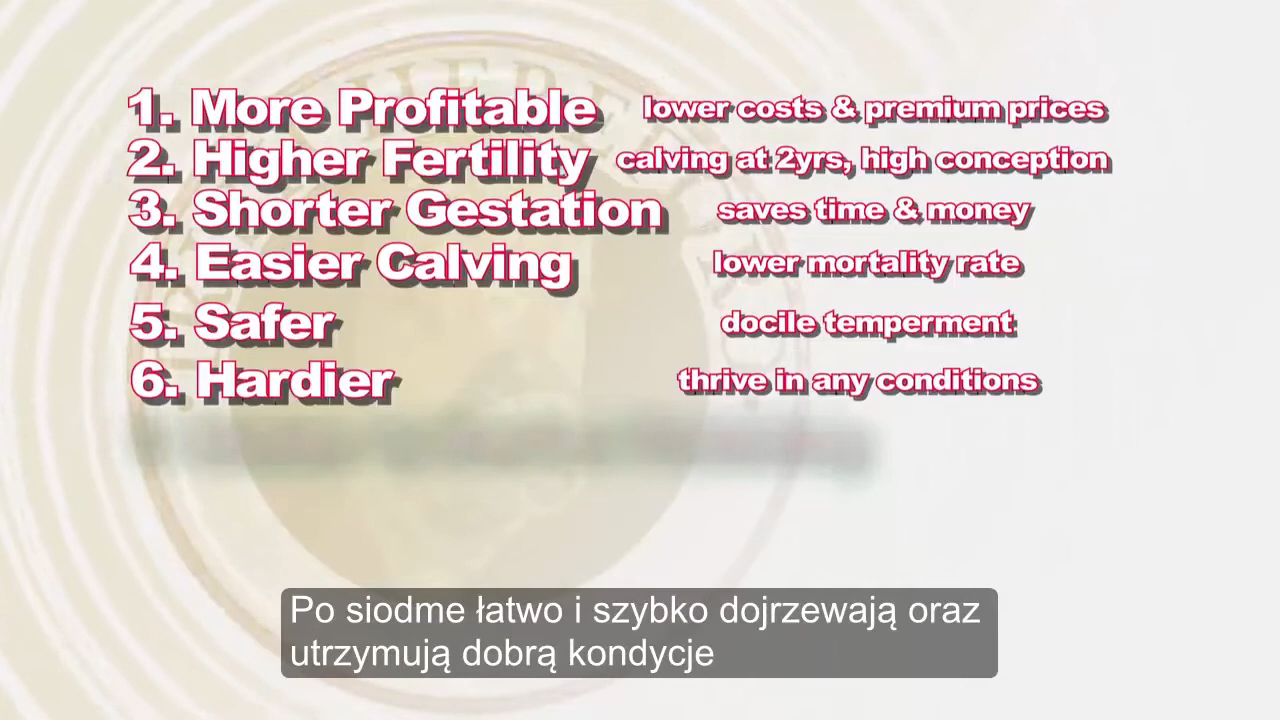 1. More Profitable lower costs & premium prices
2. Higher Fertility calving at 2yrs, high conception
3. Shorter Gestation saves time & money
4. Easier Calving lower mortality rate
5. Safer docile temperment
6. Hardier thrive in any conditions
Po siodme łatwo i szybko dojrzewają oraz
utrzymują dobrą kondycje